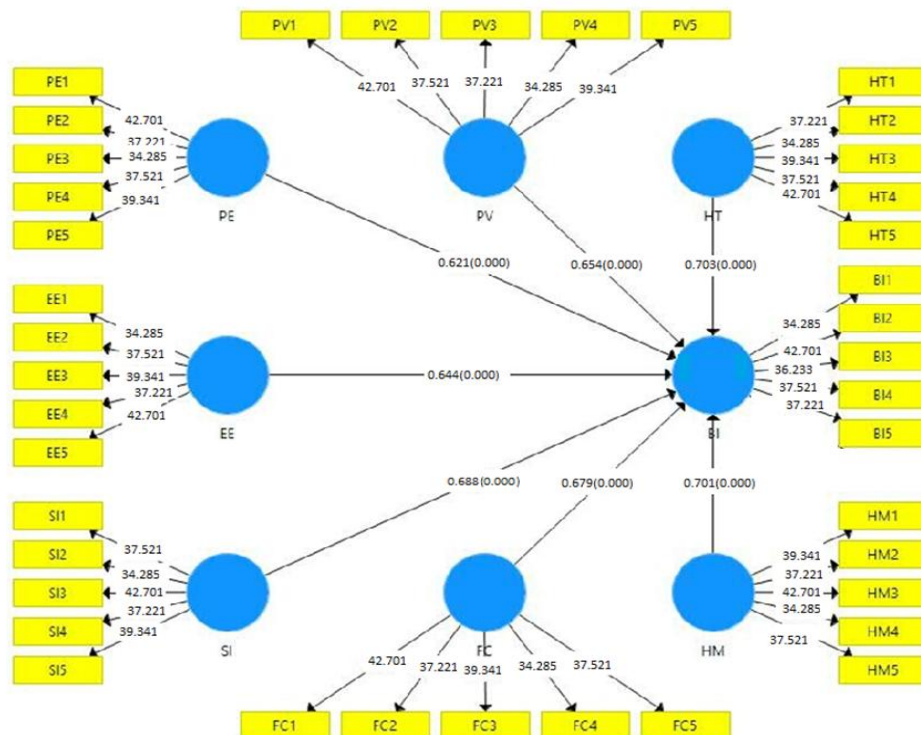 PV1 PV2 PV3 PV4 PV5
42.701 37.521 37.221 34.285 39.341
PE1
PE2
PE3
PE4
PE5
42.701
37.221
34.285
37.521
39.341
PE
PV
HT1
HT2
HT3
HT4
HT5
37.221
34.285
39.341
37.521
42.701
HT
0.621(0.000)
0.654(0.000)
0.703(0.000)
EE1
EE2
EE3
EE4
EE5
34.285
37.521
39.341
37.221
42.701
EE
0.644(0.000)
BI1
BI2
BI3
BI4
BI5
34.285
42.701
36.233
37.521
37.221
BI
0.688(0.000)
0.679(0.000)
0.701(0.000)
SI1
SI2
SI3
SI4
SI5
37.521
34.285
42.701
37.221
39.341
SI
FC
HM1
HM2
HM3
HM4
HM5
39.341
37.221
42.701
34.285
37.521
HM
42.701 37.221 39.341 34.285 37.521
FC1 FC2 FC3 FC4 FC5